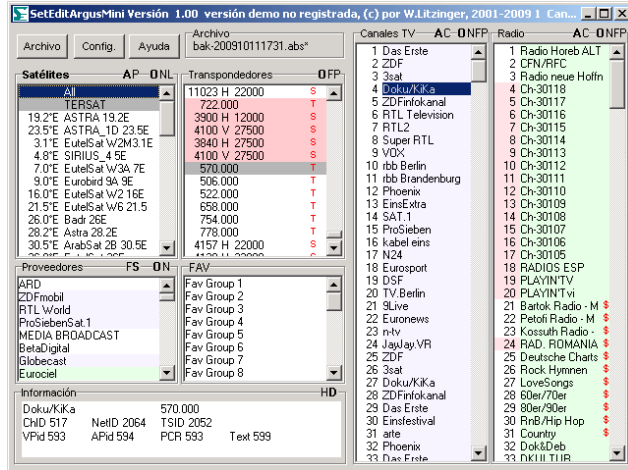 SetEditArgusMini Versión 1.00 versión demo no registrada, (c) por W.Litzinger, 2001-2009 1 Can...
Archivo Config. Ayuda
Archivo
bak-200910111731.abs*
Satélites AP ONL
All
TERSAT
19.2°E ASTRA 19.2E
23.5°E ASTRA_1D 23.5E
3.1°E EutelSat W2M3.1E
4.8°E SIRIUS_4 5E
7.0°E EutelSat W3A 7E
9.0°E Eurobird 9A 9E
16.0°E EutelSat W2 16E
21.5°E EutelSat W6 21.5
26.0°E Badr 26E
28.2°E Astra 28.2E
30.5°E ArabSat 2B 30.5E
Transpondedores OFP
11023 H 22000 S
722.000 T
3900 H 12000 S
4100 V 27500 S
3840 H 27500 S
4100 V 27500 S
570.000 T
506.000 T
522.000 T
658.000 T
754.000 T
778.000 T
4157 H 22000 S
Proveedores FS ON
ARD
ZDFmobil
RTL World
ProSiebenSat.1
MEDIA BROADCAST
BetaDigital
Globecast
Eurociel
FAV
Fav Group 1
Fav Group 2
Fav Group 3
Fav Group 4
Fav Group 5
Fav Group 6
Fav Group 7
Fav Group 8
Información HD
Doku/KiKa 570.000
ChID 517 NetID 2064 TSID 2052
VPid 593 APid 594 PCR 593 Text 599
Canales TV AC ONFP
1 Das Erste
2 ZDF
3 3sat
4 Doku/KiKa
5 ZDFinfokanal
6 RTL Television
7 RTL2
8 Super RTL
9 VOX
10 rbb Berlin
11 rbb Brandenburg
12 Phoenix
13 EinsExtra
14 SAT.1
15 ProSieben
16 kabel eins
17 N24
18 Eurosport
19 DSF
20 TV.Berlin
21 9Live
22 Euronews
23 n-tv
24 JayJay.VR
25 ZDF
26 3sat
27 Doku/KiKa
28 ZDFinfokanal
29 Das Erste
30 Einsfestival
31 arte
32 Phoenix
33 Das Erste
Radio AC ONFP
1 Radio Horeb ALT
2 CFN/RFC
3 Radio neue Hoffn
4 Ch-30118
5 Ch-30117
6 Ch-30116
7 Ch-30115
8 Ch-30114
9 Ch-30113
10 Ch-30112
11 Ch-30111
12 Ch-30110
13 Ch-30109
14 Ch-30108
15 Ch-30107
16 Ch-30106
17 Ch-30105
18 RADIOS ESP
19 PLAYIN'TV
20 PLAYIN'Tvi
21 Bartok Radio - M $
22 Petofi Radio - M $
23 Kossuth Radio - $
24 RAD. ROMANIA $
25 Deutsche Charts $
26 Rock Hymnen $
27 LoveSongs $
28 60er/70er $
29 80er/90er $
30 RnB/Hip Hop $
31 Country $
32 Dok&Deb
33 DKULTUR